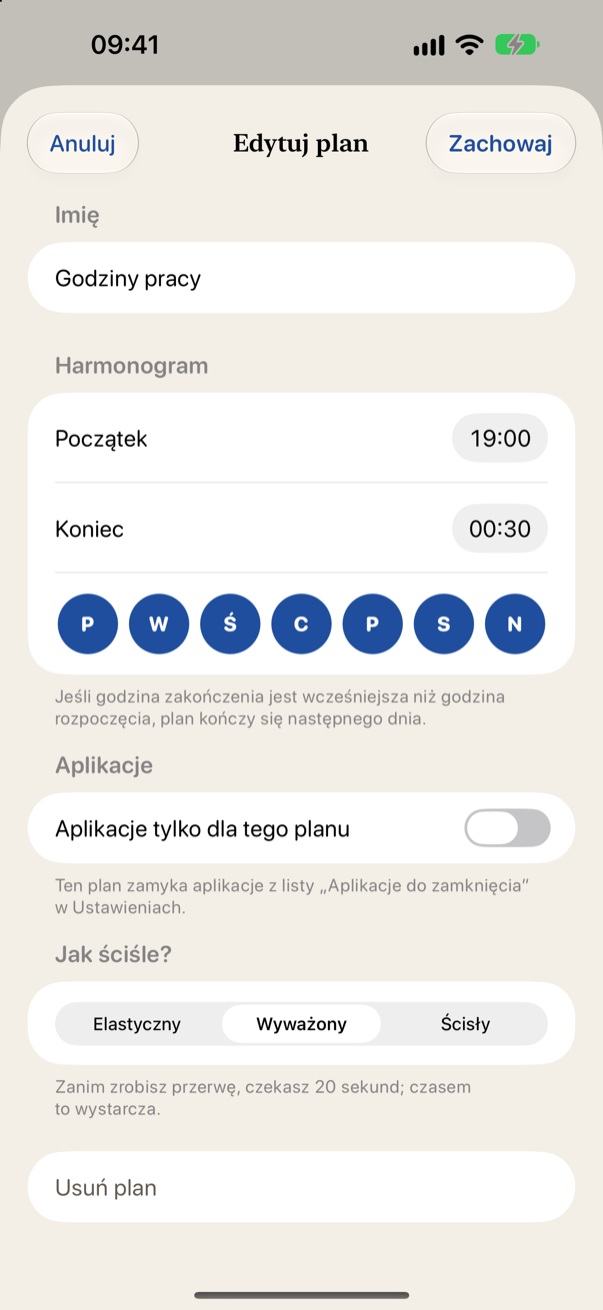 09:41
Anuluj
Edytuj plan
Zachowaj
Imię
Godziny pracy
Harmonogram
Początek
19:00
Koniec
00:30
P W Ś C P S N
Jeśli godzina zakończenia jest wcześniejsza niż godzina
rozpoczęcia, plan kończy się następnego dnia.
Aplikacje
Aplikacje tylko dla tego planu
Ten plan zamyka aplikacje z listy „Aplikacje do zamknięcia”
w Ustawieniach.
Jak ściśle?
Elastyczny
Wyważony
Ścisły
Zanim zrobisz przerwę, czekasz 20 sekund; czasem
to wystarcza.
Usuń plan